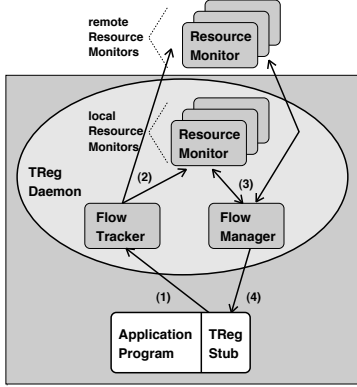 remote
Resource
Monitors
Resource
Monitor
local
Resource
Monitors
Resource
Monitor
TReg
Daemon
(2)
(3)
Flow
Tracker
Flow
Manager
(1)
(4)
Application
Program
TReg
Stub